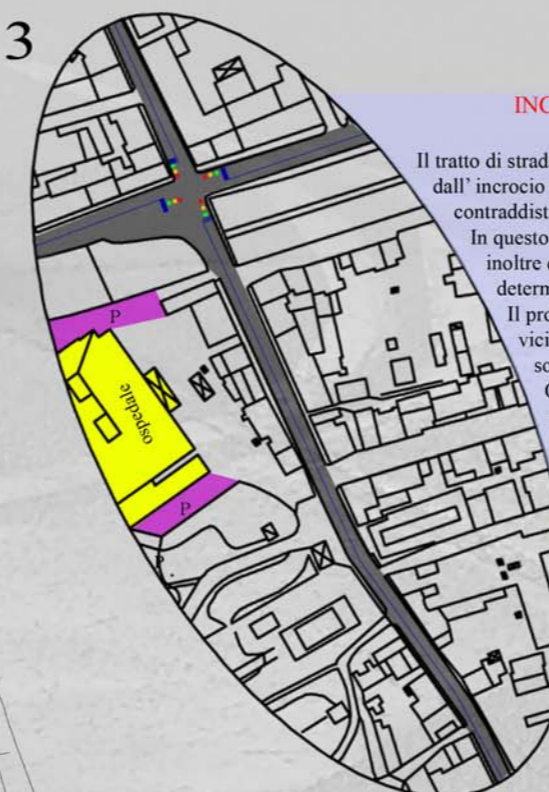 3
INC
Il tratto di strad
dall' incrocio
contraddist
In questo
inoltre
determ
Il pro
vici
so
P
ospedale
P
P